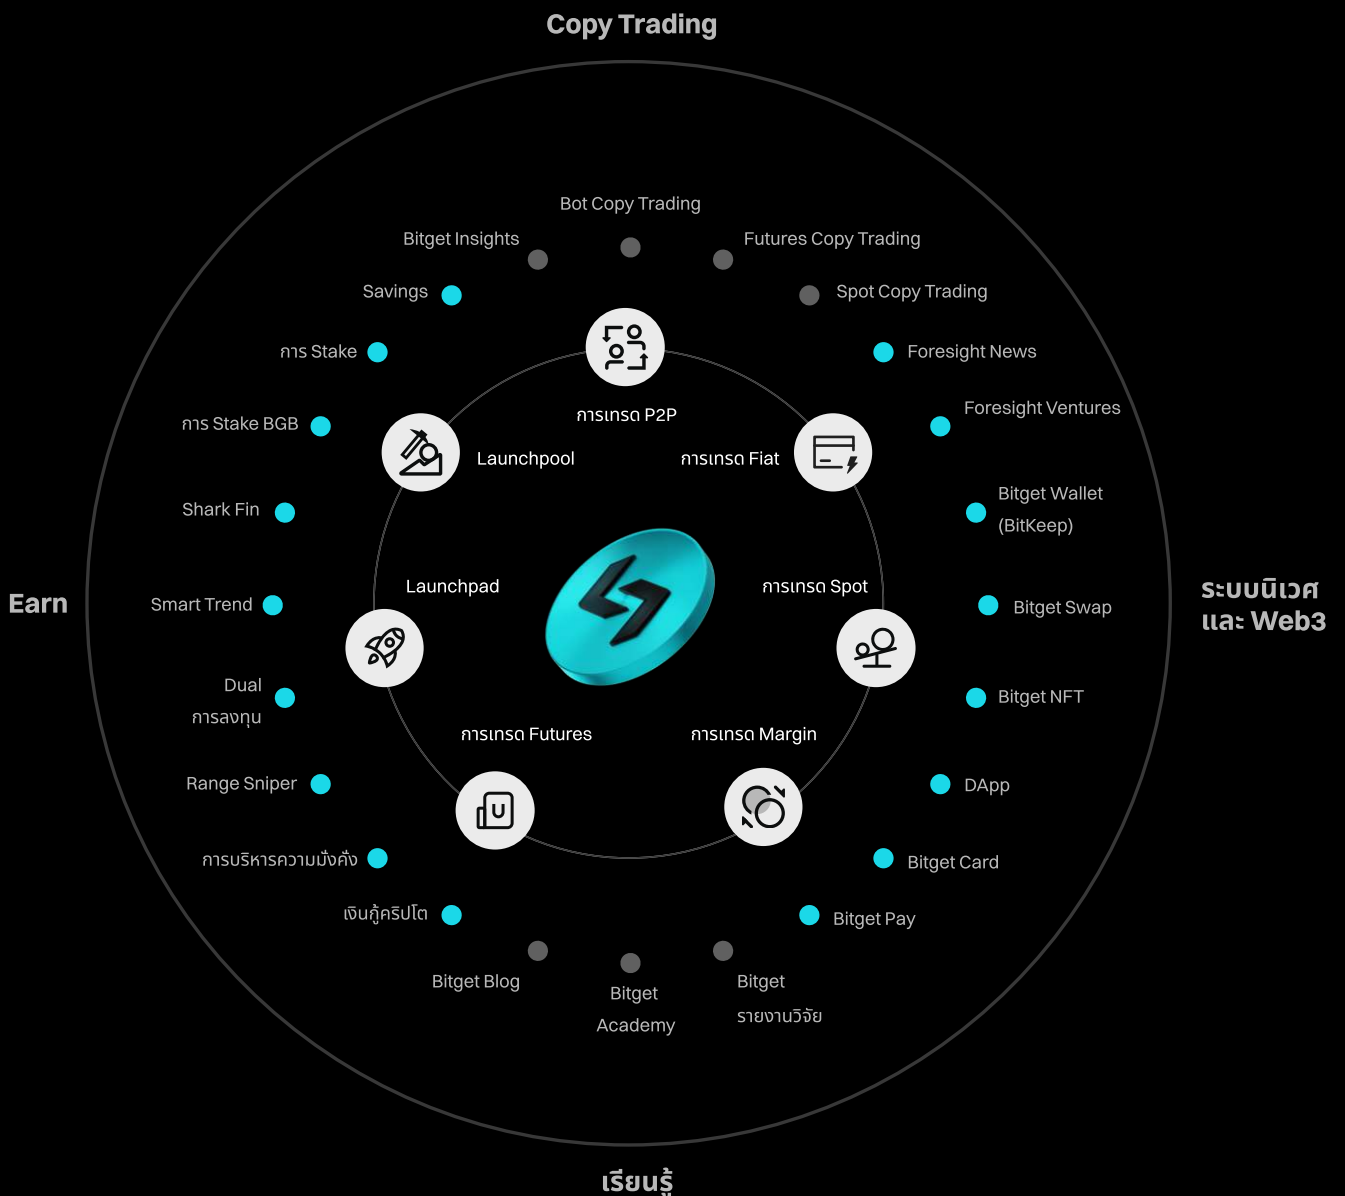 Copy Trading
Bot Copy Trading
Bitget Insights
Futures Copy Trading
Savings
Spot Copy Trading
การ Stake
Foresight News
การเทรด P2P
Foresight Ventures
การ Stake BGB
Launchpool
การเทรด Fiat
Shark Fin
Bitget Wallet
(BitKeep)
Launchpad
การเทรด Spot
Earn
Smart Trend
Bitget Swap
ระบบนิเวศ
และ Web3
Dual
การลงทุน
Bitget NFT
การเทรด Futures
การเทรด Margin
Range Sniper
DApp
การบริหารความมั่งคั่ง
Bitget Card
เงินกู้คริปโต
Bitget Pay
Bitget Blog
Bitget
Academy
Bitget
รายงานวิจัย
เรียนรู้